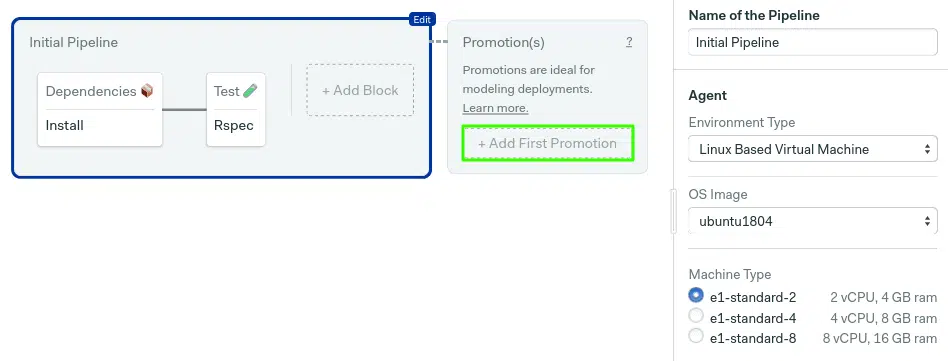 Edit
Initial Pipeline
Dependencies
Install
Test
Rspec
+ Add Block
Promotion(s) ?
Promotions are ideal for
modeling deployments.
Learn more.
+ Add First Promotion
Name of the Pipeline
Initial Pipeline
Agent
Environment Type
Linux Based Virtual Machine
OS Image
ubuntu1804
Machine Type
e1-standard-2 2 vCPU, 4 GB ram
e1-standard-4 4 vCPU, 8 GB ram
e1-standard-8 8 vCPU, 16 GB ram